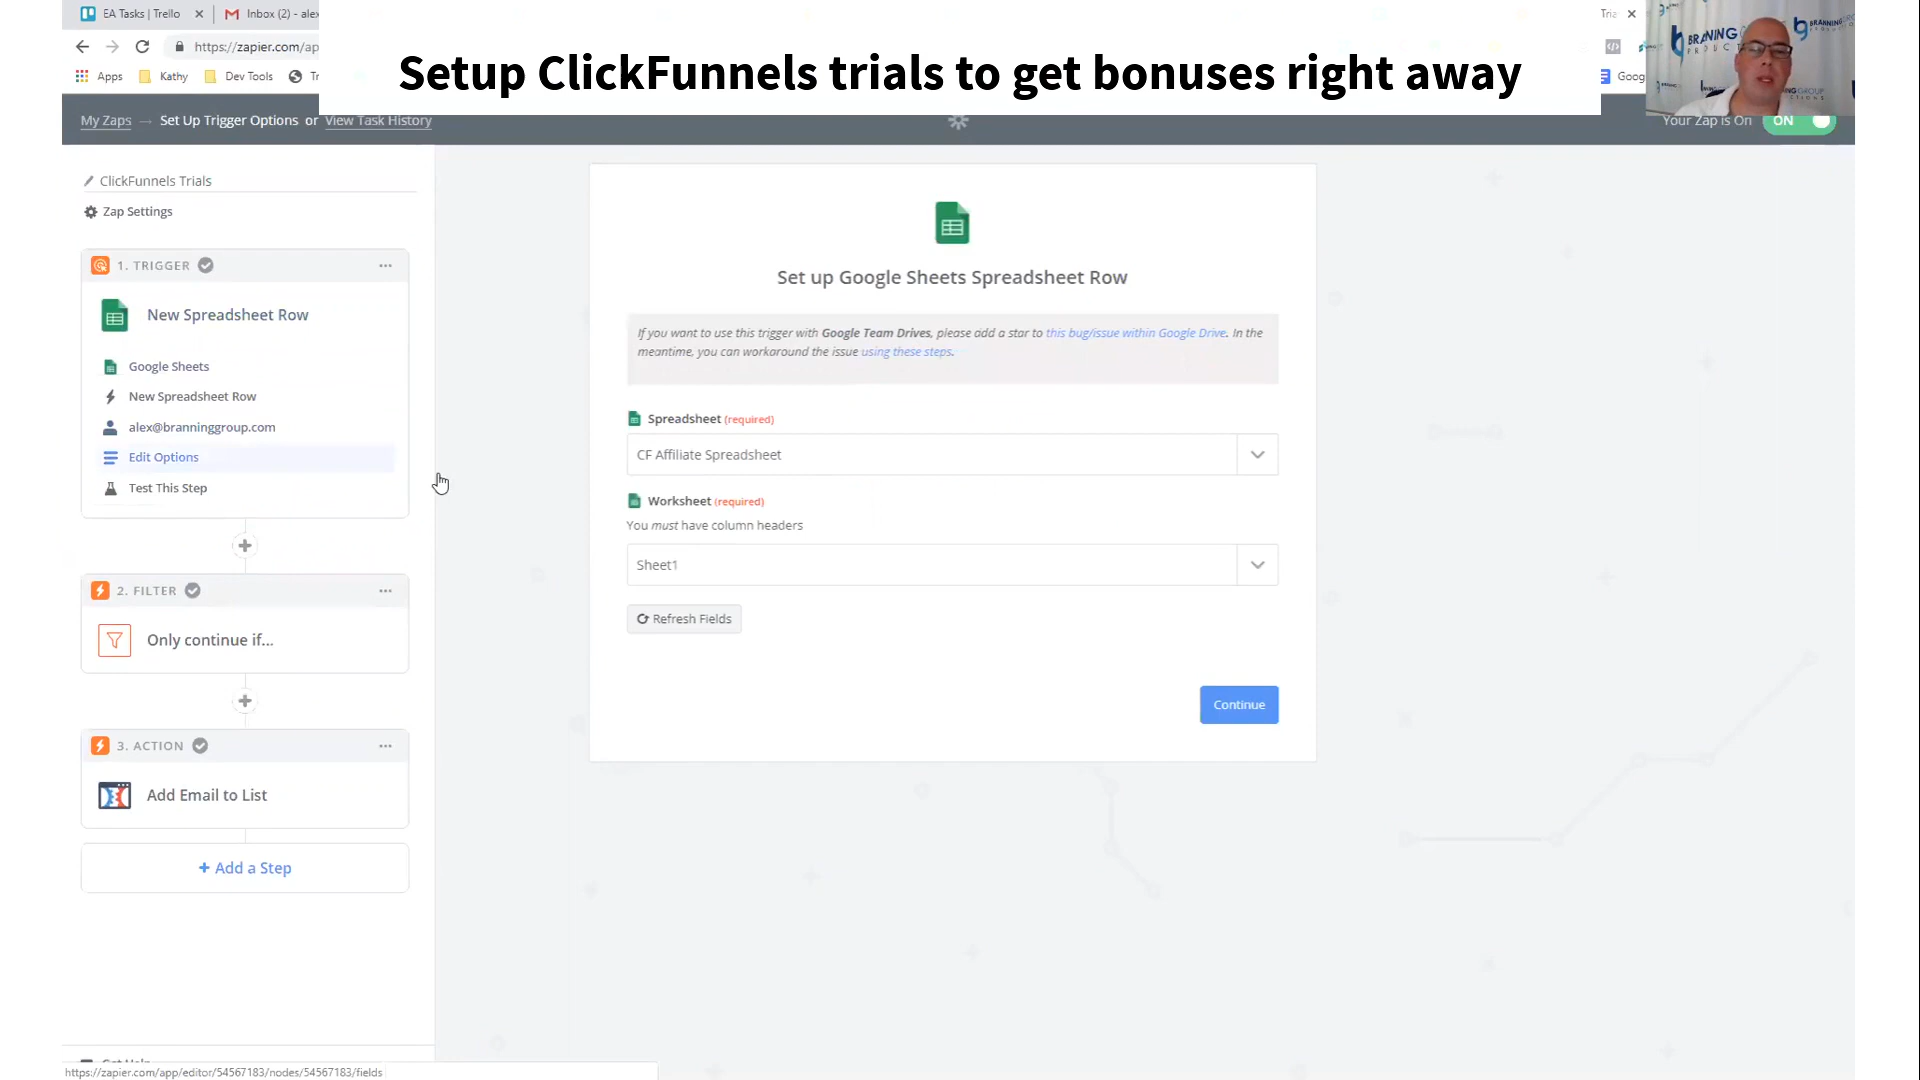 EA Tasks | Trello
Inbox (2) - ale
Tria
https://zapier.com/ap
Apps
Kathy
Dev Tools
Tr
Goog
Setup ClickFunnels trials to get bonuses right away
BRANNING
My Zaps → Set Up Trigger Options or View Task History
Your Zap is On
ON
ClickFunnels Trials
Zap Settings
1. TRIGGER
New Spreadsheet Row
Google Sheets
New Spreadsheet Row
alex@branninggroup.com
Edit Options
Test This Step
2. FILTER
Only continue if...
3. ACTION
Add Email to List
+ Add a Step
Set up Google Sheets Spreadsheet Row
If you want to use this trigger with Google Team Drives, please add a star to this bug/issue within Google Drive. In the
meantime, you can workaround the issue using these steps.
Spreadsheet (required)
CF Affiliate Spreadsheet
Worksheet (required)
You must have column headers
Sheet1
Refresh Fields
Continue
https://zapier.com/app/editor/54567183/nodes/54567183/fields